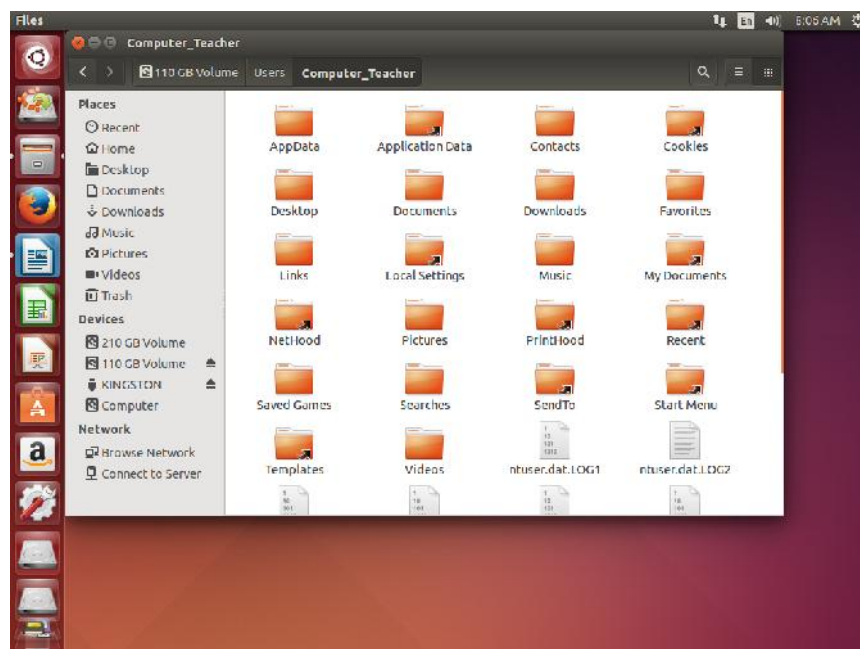 Files
En
8:06 AM
Computer_Teacher
110 GB Volume Users Computer_Teacher
Places
Recent
Home
Desktop
Documents
Downloads
Music
Pictures
Videos
Trash
Devices
210 GB Volume
110 GB Volume
KINGSTON
Computer
Network
Browse Network
Connect to Server
AppData Application Data Contacts Cookies
Desktop Documents Downloads Favorites
Links Local Settings Music My Documents
NetHood Pictures PrintHood Recent
Saved Games Searches SendTo Start Menu
Templates Videos ntuser.dat.LOG1 ntuser.dat.LOG2